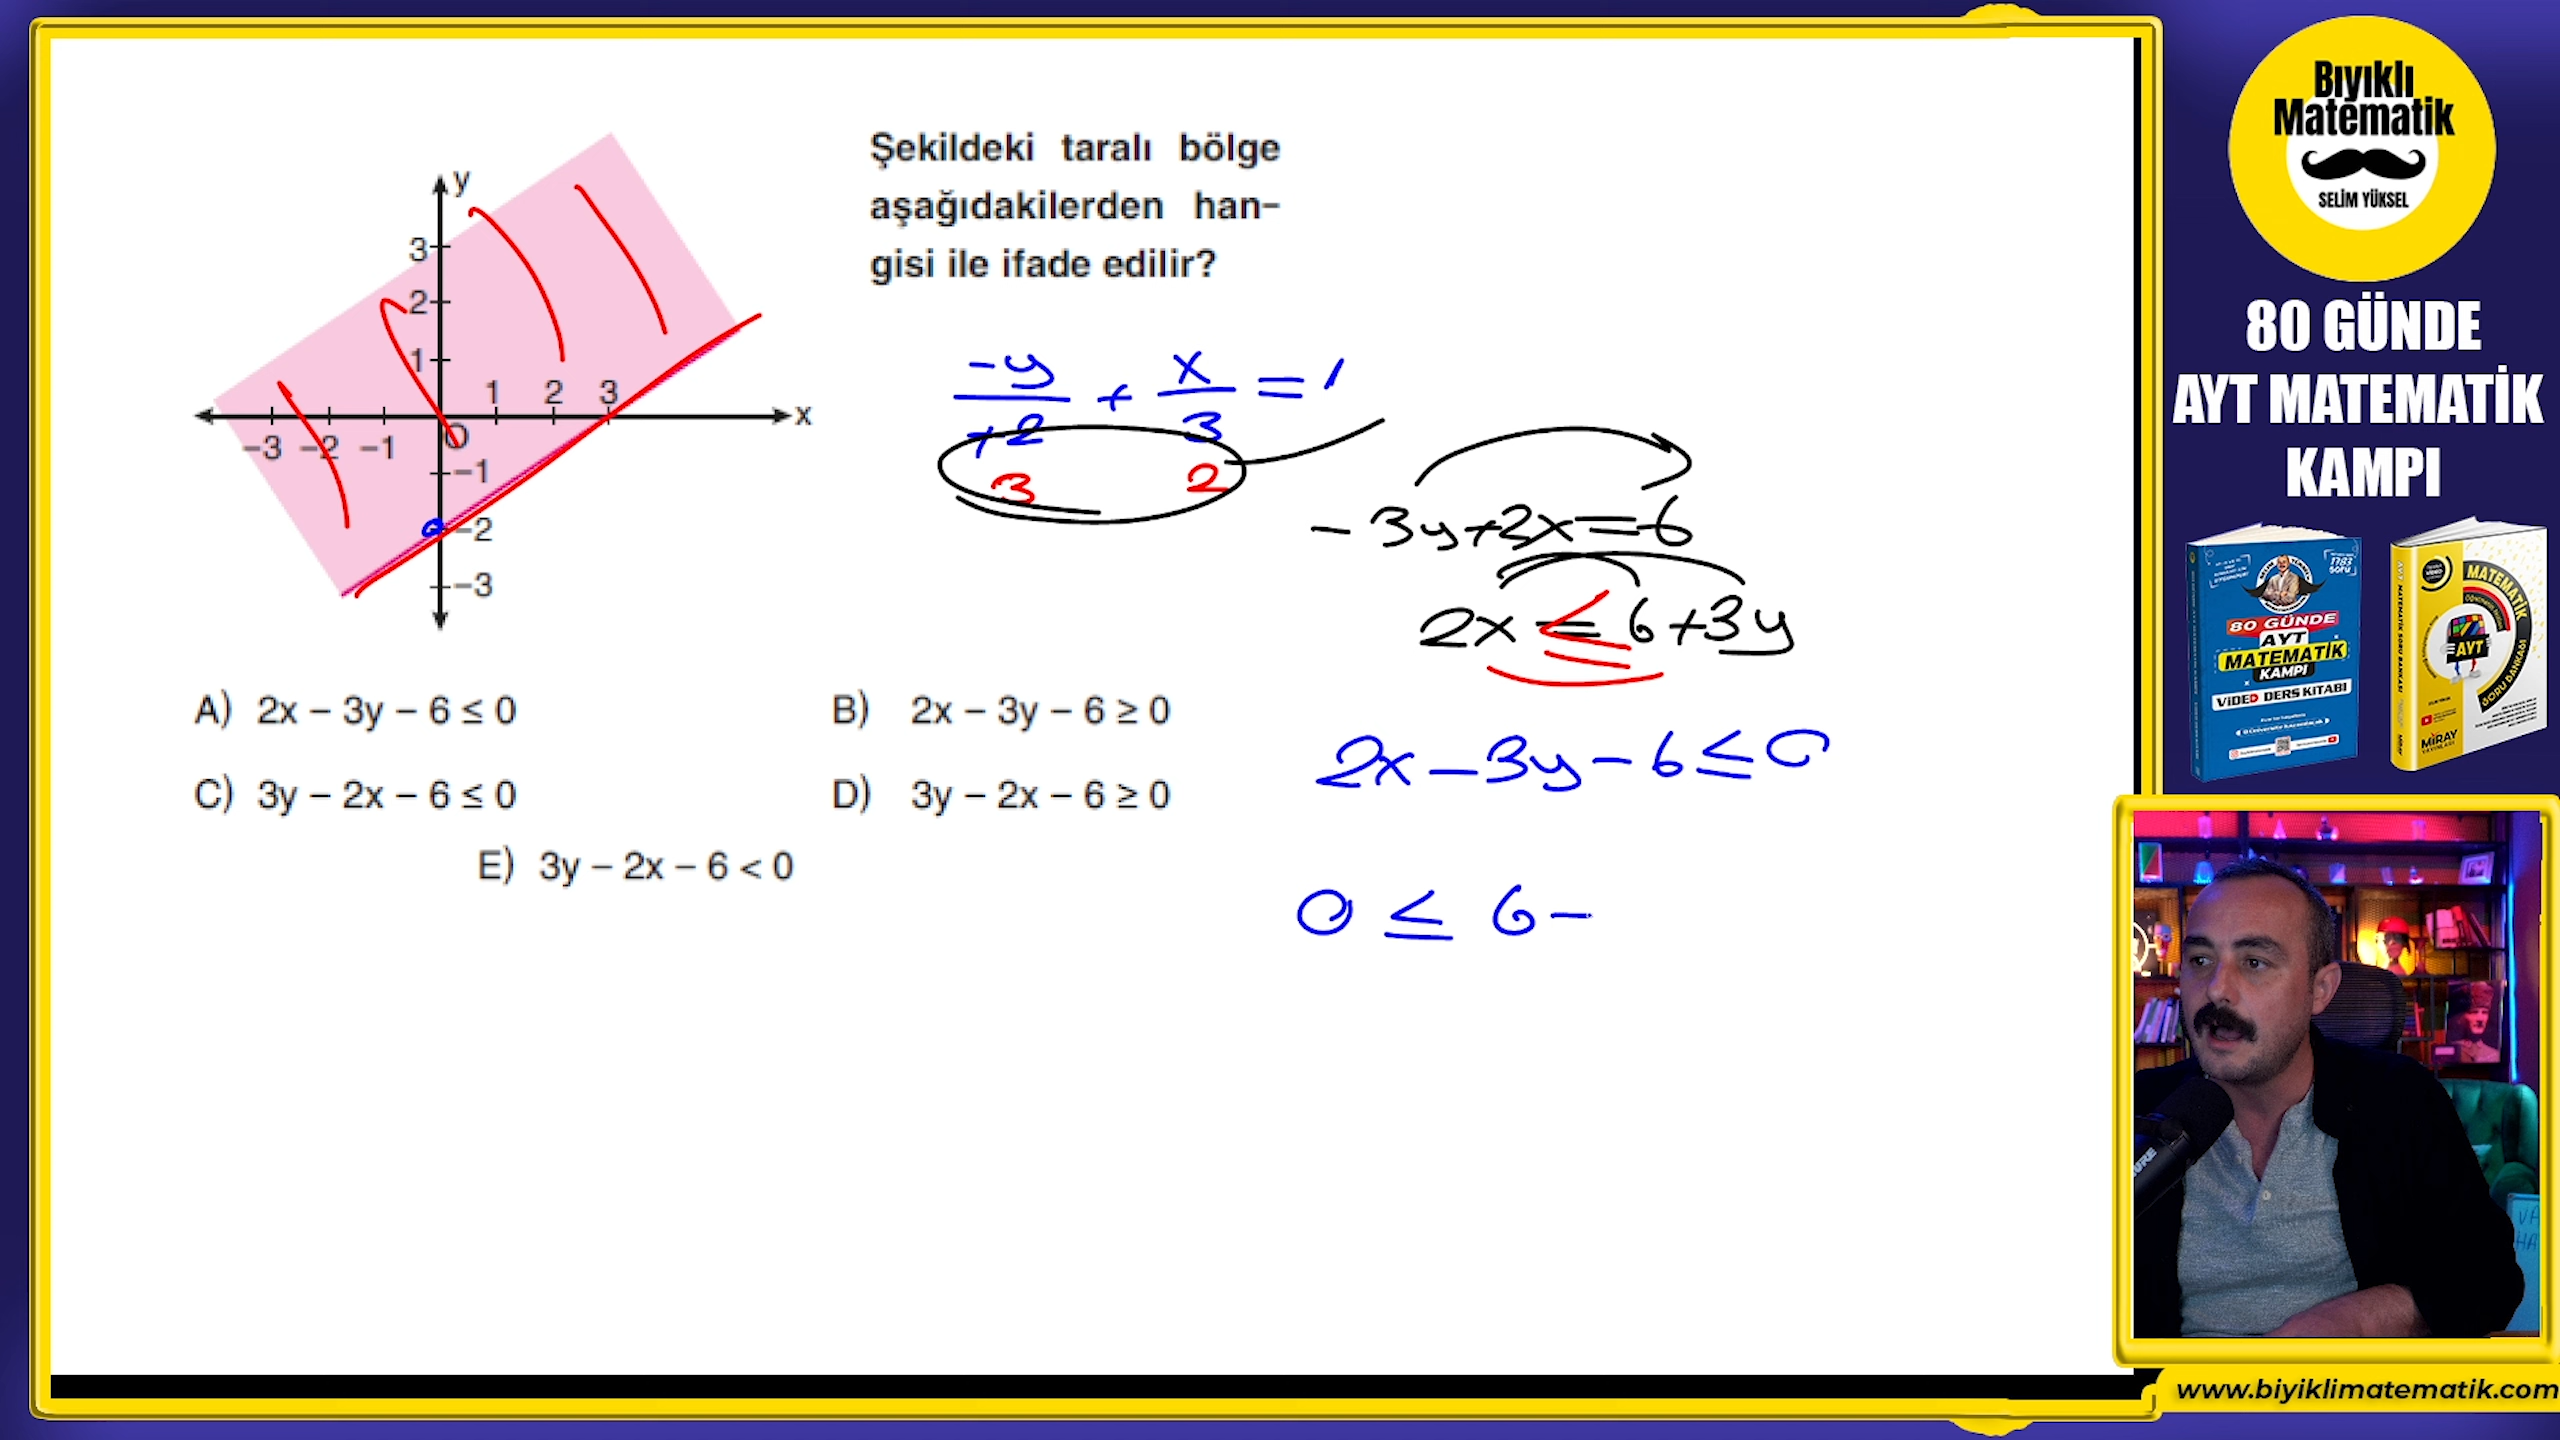 Şekildeki taralı bölge
aşağıdakilerden han-
gisi ile ifade edilir?
y
3
2
1
1 2 3
x
-3 -2 -1 O
-1
-2
-3
-y/+2 + x/3 = 1
3 2
-3y+2x=6
2x ≤ 6+3y
A) 2x – 3y – 6 ≤ 0
B) 2x – 3y – 6 ≥ 0
2x-3y-6≤0
C) 3y – 2x – 6 ≤ 0
D) 3y – 2x – 6 ≥ 0
E) 3y – 2x – 6 < 0
0 ≤ 6-
Bıyıklı
Matematik
SELİM YÜKSEL
80 GÜNDE
AYT MATEMATİK
KAMPI
80 GÜNDE
AYT
MATEMATİK
KAMPI
VİDEO DERS KİTABI
MATEMATİK
AYT
SORU BANKASI
MİRAY
www.biyiklimatematik.com